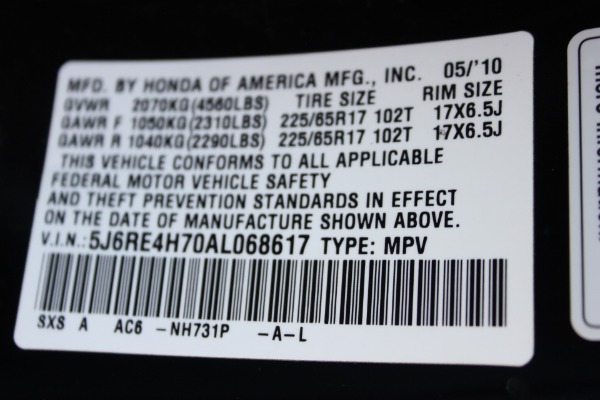 MFD. BY HONDA OF AMERICA MFG., INC. 05/'10
GVWR 2070KG(4560LBS) TIRE SIZE RIM SIZE
GAWR F 1050KG(2310LBS) 225/65R17 102T 17X6.5J
GAWR R 1040KG(2290LBS) 225/65R17 102T 17X6.5J
THIS VEHICLE CONFORMS TO ALL APPLICABLE
FEDERAL MOTOR VEHICLE SAFETY
AND THEFT PREVENTION STANDARDS IN EFFECT
ON THE DATE OF MANUFACTURE SHOWN ABOVE.
V.I.N.: 5J6RE4H70AL068617 TYPE: MPV
SXS A AC6 -NH731P -A-L